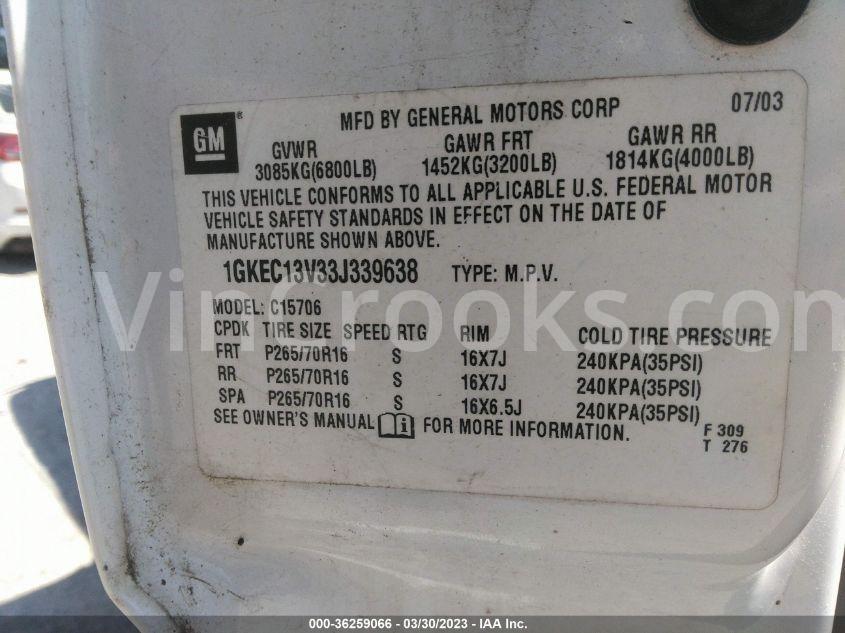 GM ® MFD BY GENERAL MOTORS CORP 07/03
GVWR GAWR FRT GAWR RR
3085KG(6800LB) 1452KG(3200LB) 1814KG(4000LB)
THIS VEHICLE CONFORMS TO ALL APPLICABLE U.S. FEDERAL MOTOR
VEHICLE SAFETY STANDARDS IN EFFECT ON THE DATE OF
MANUFACTURE SHOWN ABOVE.
1GKEC13V33J339638 TYPE: M.P.V.
VinCrooks.com
MODEL: C15706
CPDK TIRE SIZE SPEED RTG RIM COLD TIRE PRESSURE
FRT P265/70R16 S 16X7J 240KPA(35PSI)
RR P265/70R16 S 16X7J 240KPA(35PSI)
SPA P265/70R16 S 16X6.5J 240KPA(35PSI)
SEE OWNER'S MANUAL i FOR MORE INFORMATION.
F 309
T 276
000-36259066 - 03/30/2023 - IAA Inc.